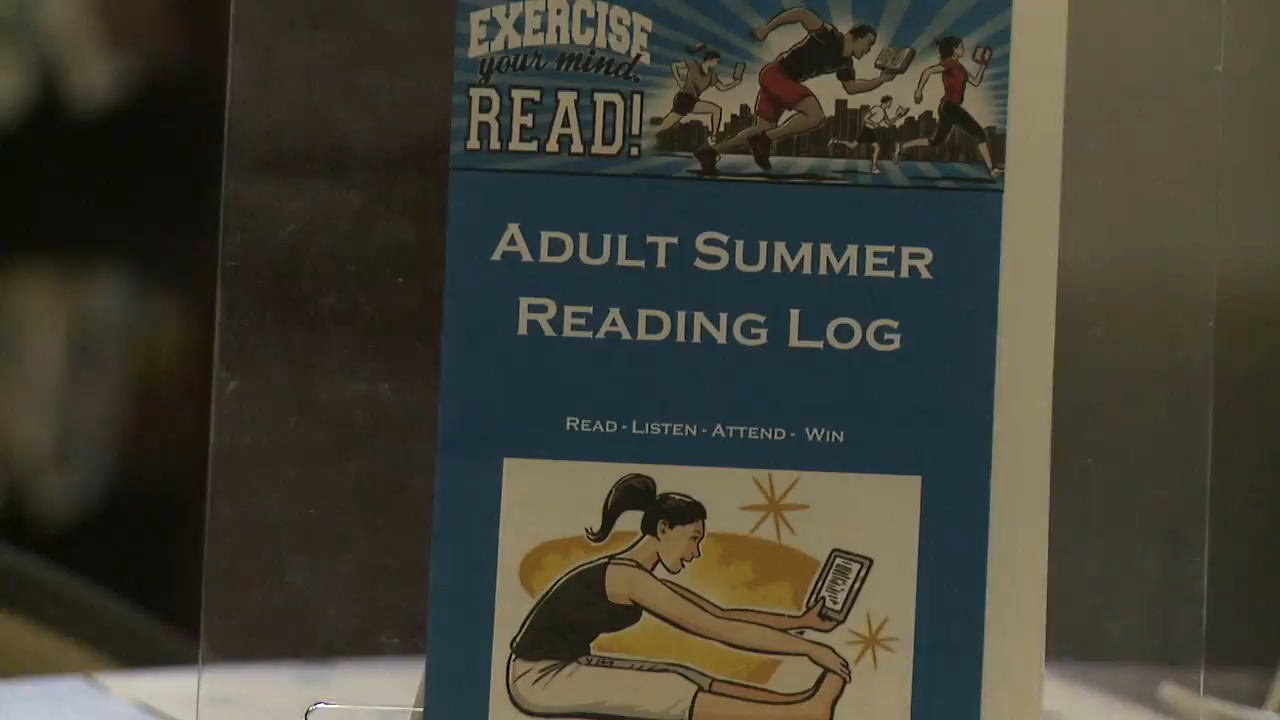 EXERCISE
your mind.
READ!
ADULT SUMMER
READING LOG
READ - LISTEN - ATTEND - WIN